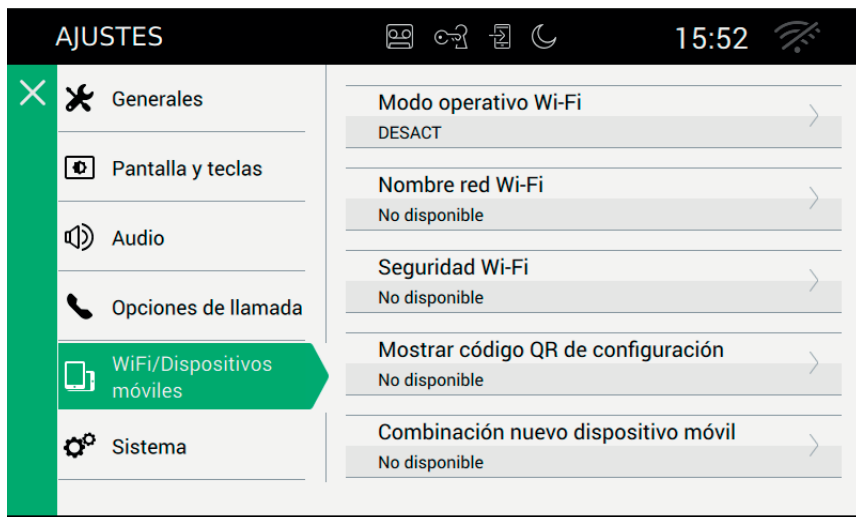 AJUSTES
15:52
Generales
Pantalla y teclas
Audio
Opciones de llamada
WiFi/Dispositivos
móviles
Sistema
Modo operativo Wi-Fi
DESACT
Nombre red Wi-Fi
No disponible
Seguridad Wi-Fi
No disponible
Mostrar código QR de configuración
No disponible
Combinación nuevo dispositivo móvil
No disponible